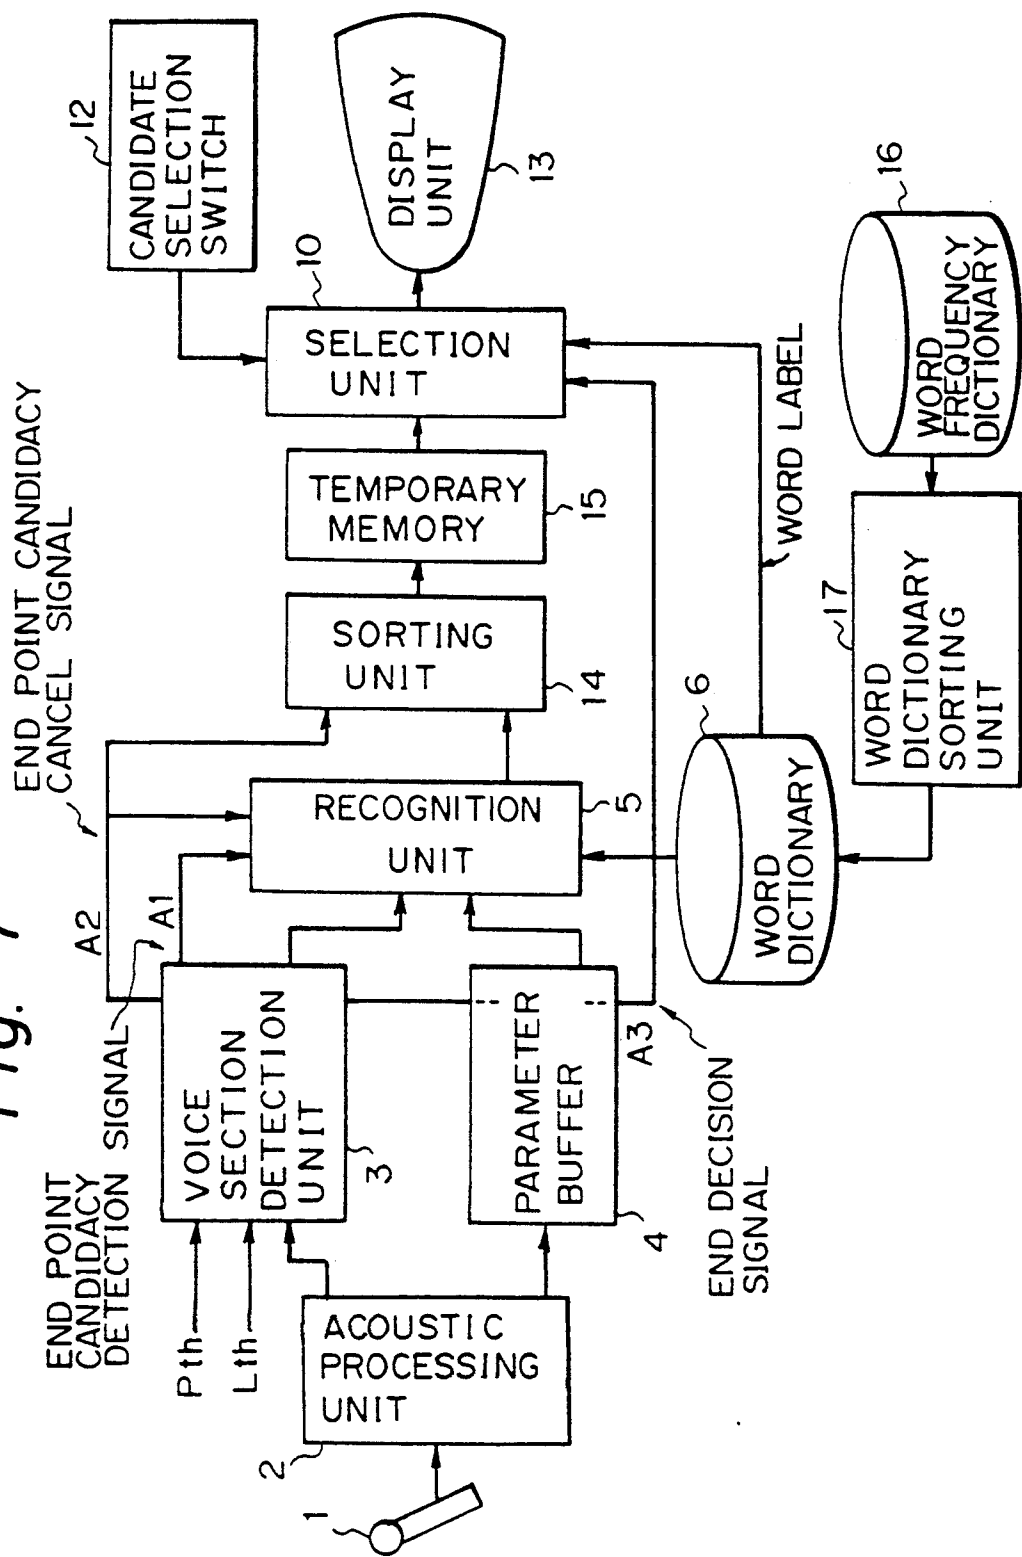 Fig. 7
END POINT CANDIDACY
CANCEL SIGNAL
12
CANDIDATE
SELECTION
SWITCH
END POINT
CANDIDACY
DETECTION SIGNAL
A2
A1
Pth
Lth
VOICE
SECTION
DETECTION
UNIT
3
RECOGNITION
UNIT
5
SORTING
UNIT
14
TEMPORARY
MEMORY
15
SELECTION
UNIT
10
DISPLAY
UNIT
13
1
2
ACOUSTIC
PROCESSING
UNIT
PARAMETER
BUFFER
4
A3
END DECISION
SIGNAL
6
WORD
DICTIONARY
WORD LABEL
17
WORD
DICTIONARY
SORTING
UNIT
16
WORD
FREQUENCY
DICTIONARY